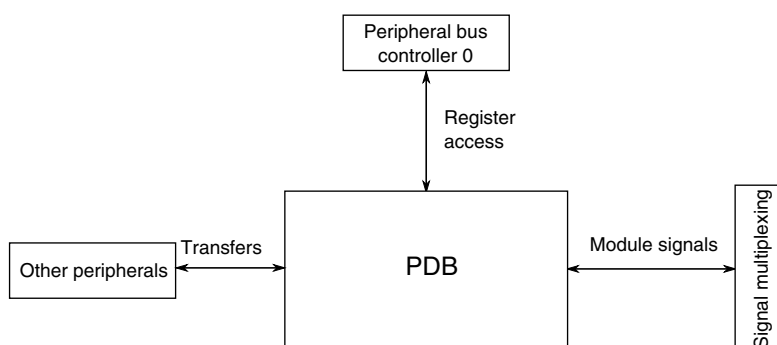 Peripheral bus
controller 0
Register
access
Transfers
Other peripherals
PDB
Module signals
Signal multiplexing